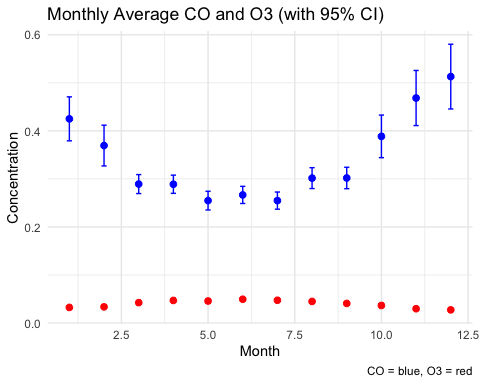 Monthly Average CO and O3 (with 95% CI)
0.6
0.4
0.2
0.0
Concentration
2.5 5.0 7.5 10.0 12.5
Month
CO = blue, O3 = red